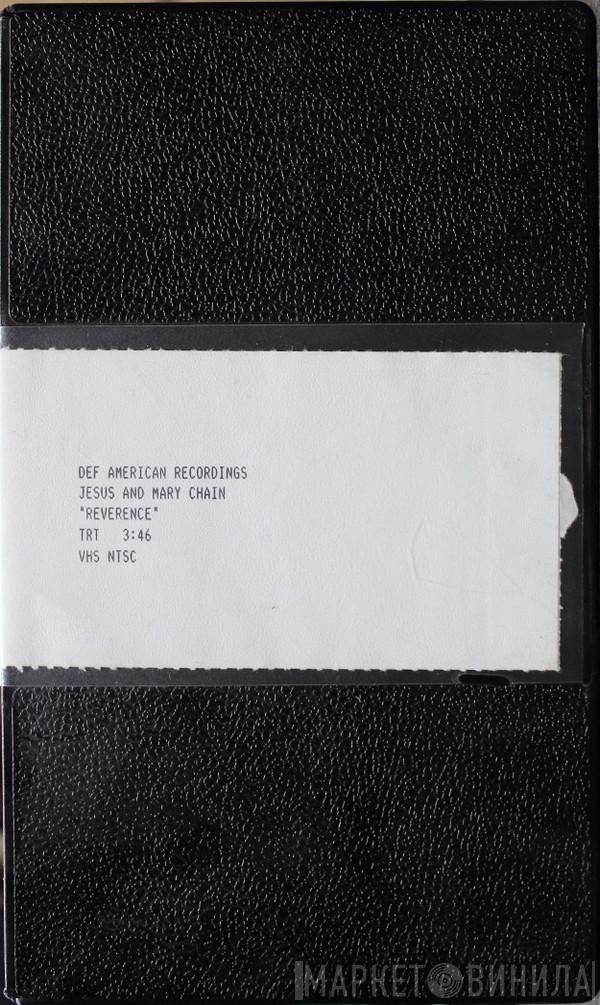 DEF AMERICAN RECORDINGS
JESUS AND MARY CHAIN
"REVERENCE"
TRT 3:46
VHS NTSC
МАРКЕТ ВИНИЛА